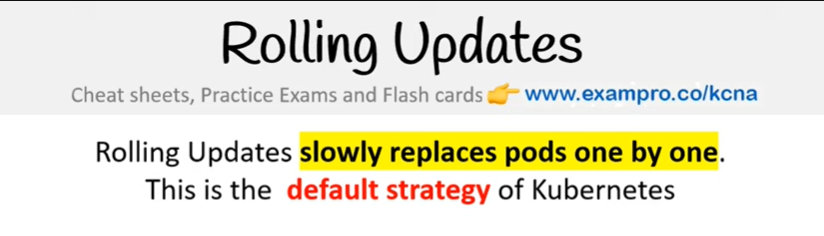 Rolling Updates
Cheat sheets, Practice Exams and Flash cards 👉 www.exampro.co/kcna
Rolling Updates slowly replaces pods one by one.
This is the default strategy of Kubernetes